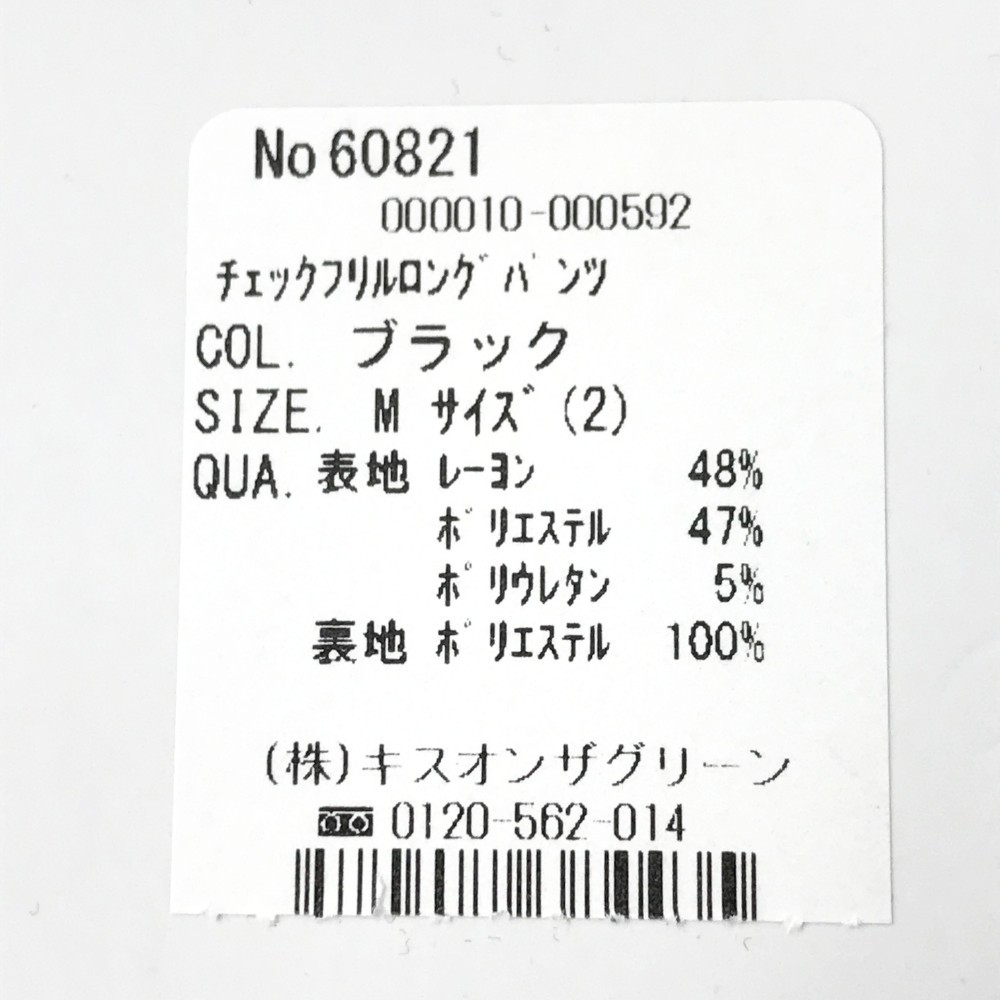 No 60821
000010-000592
ﾁｪｯｸﾌﾘﾙﾛﾝｸﾞﾊﾟﾝﾂ
COL. ブラック
SIZE. M ｻｲｽﾞ(2)
QUA. 表地 ﾚｰﾖﾝ 48%
ﾎﾟﾘｴｽﾃﾙ 47%
ﾎﾟﾘｳﾚﾀﾝ 5%
裏地 ﾎﾟﾘｴｽﾃﾙ 100%
(株)キスオンザグリーン
0120-562-014